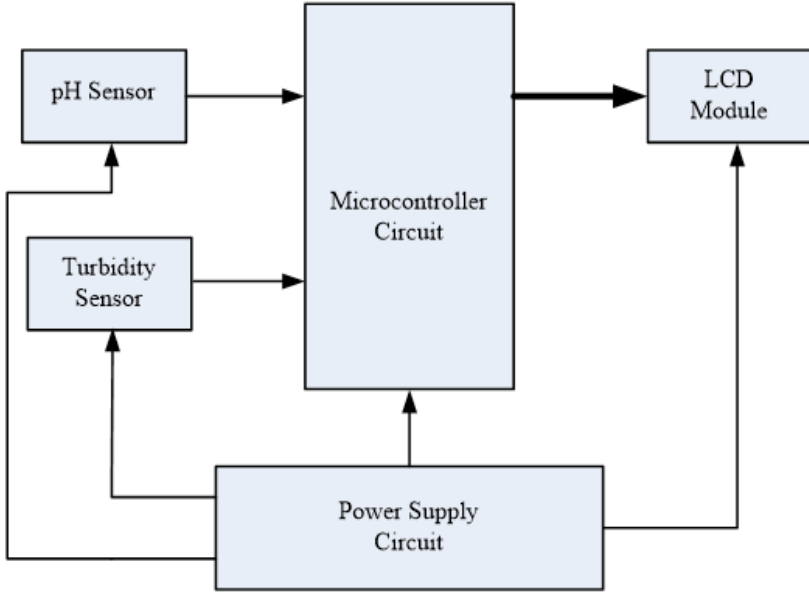 pH Sensor
LCD
Module
Microcontroller
Circuit
Turbidity
Sensor
Power Supply
Circuit